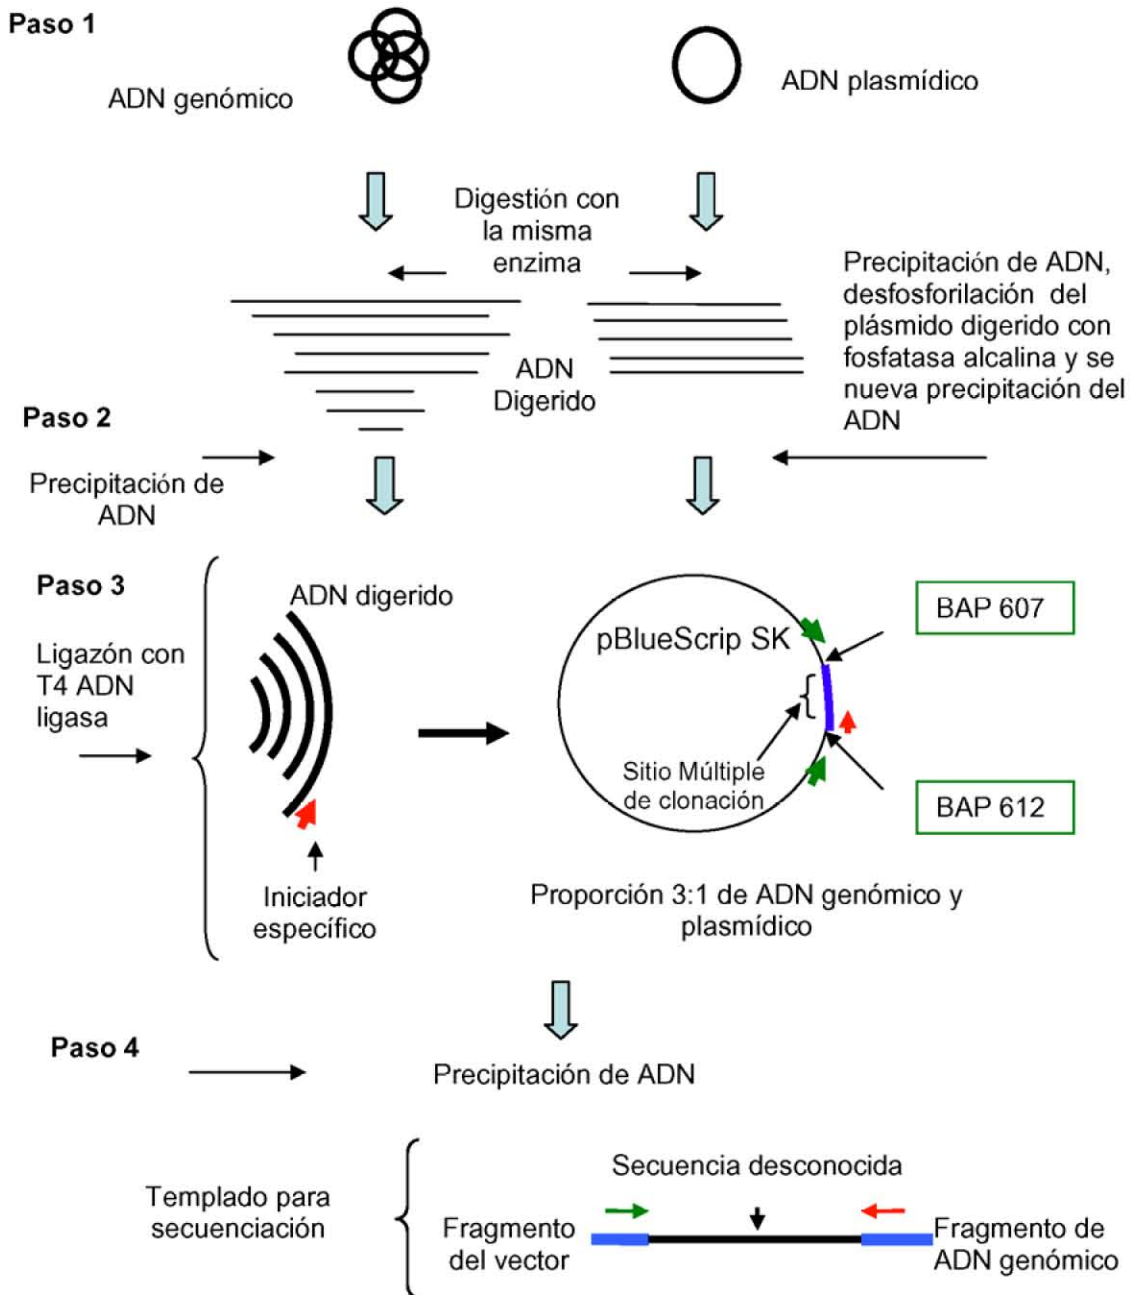 Paso 1
ADN genómico
ADN plasmídico
Digestión con
la misma
enzima
Precipitación de ADN,
desfosforilación del
plásmido digerido con
fosfatasa alcalina y se
nueva precipitación del
ADN
ADN
Digerido
Paso 2
Precipitación de
ADN
Paso 3
Ligazón con
T4 ADN
ligasa
ADN digerido
Iniciador
específico
pBlueScrip SK
Sitio Múltiple
de clonación
BAP 607
BAP 612
Proporción 3:1 de ADN genómico y
plasmídico
Paso 4
Precipitación de ADN
Templado para
secuenciación
Secuencia desconocida
Fragmento
del vector
Fragmento de
ADN genómico